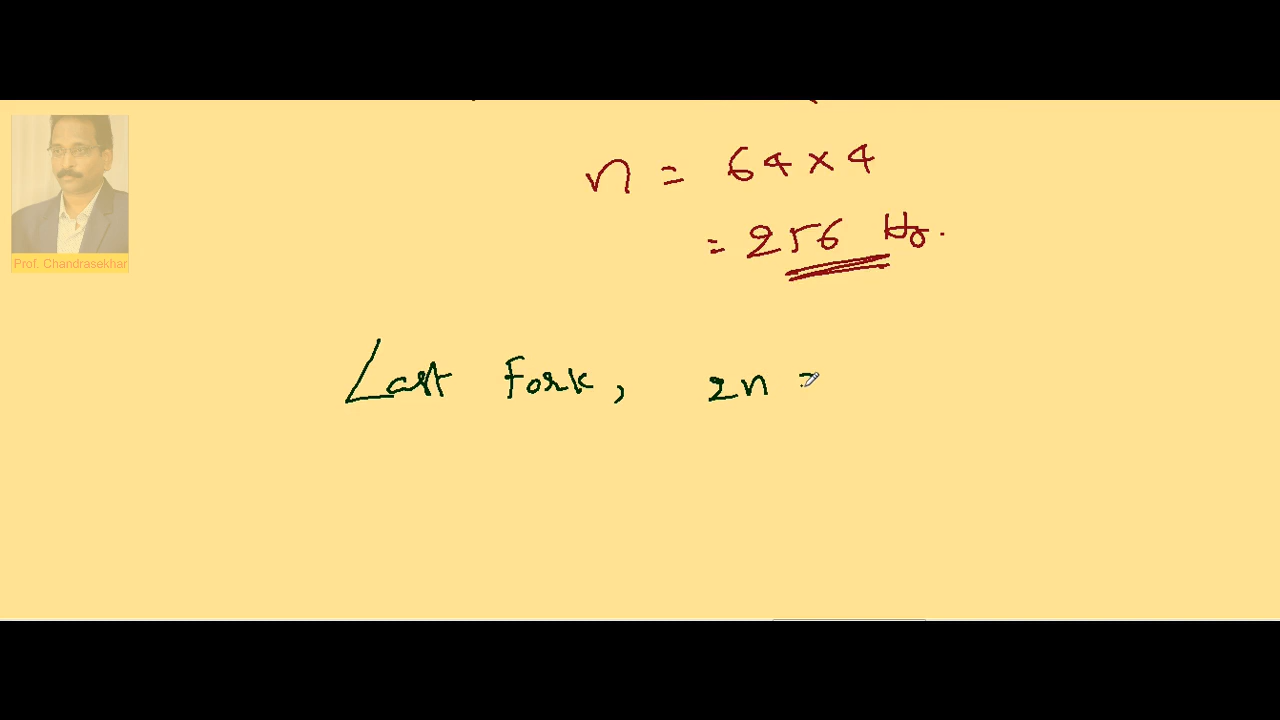 n = 64 x 4
= 256 Hz.
Prof. Chandrasekhar
Last Fork, 2n =